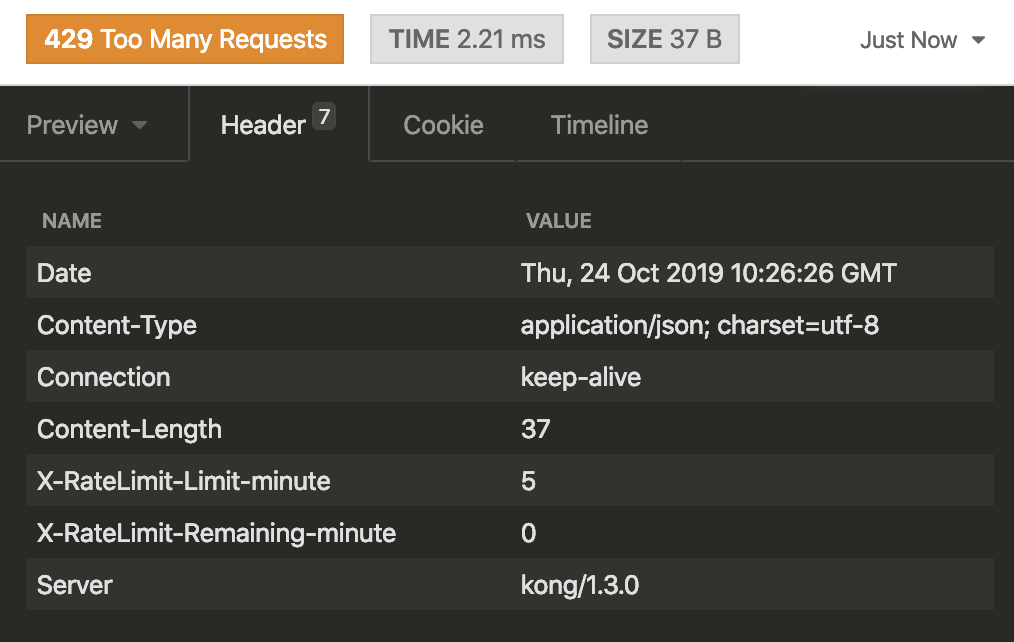 429 Too Many Requests TIME 2.21 ms SIZE 37 B Just Now
Preview Header 7 Cookie Timeline
NAME VALUE
Date Thu, 24 Oct 2019 10:26:26 GMT
Content-Type application/json; charset=utf-8
Connection keep-alive
Content-Length 37
X-RateLimit-Limit-minute 5
X-RateLimit-Remaining-minute 0
Server kong/1.3.0